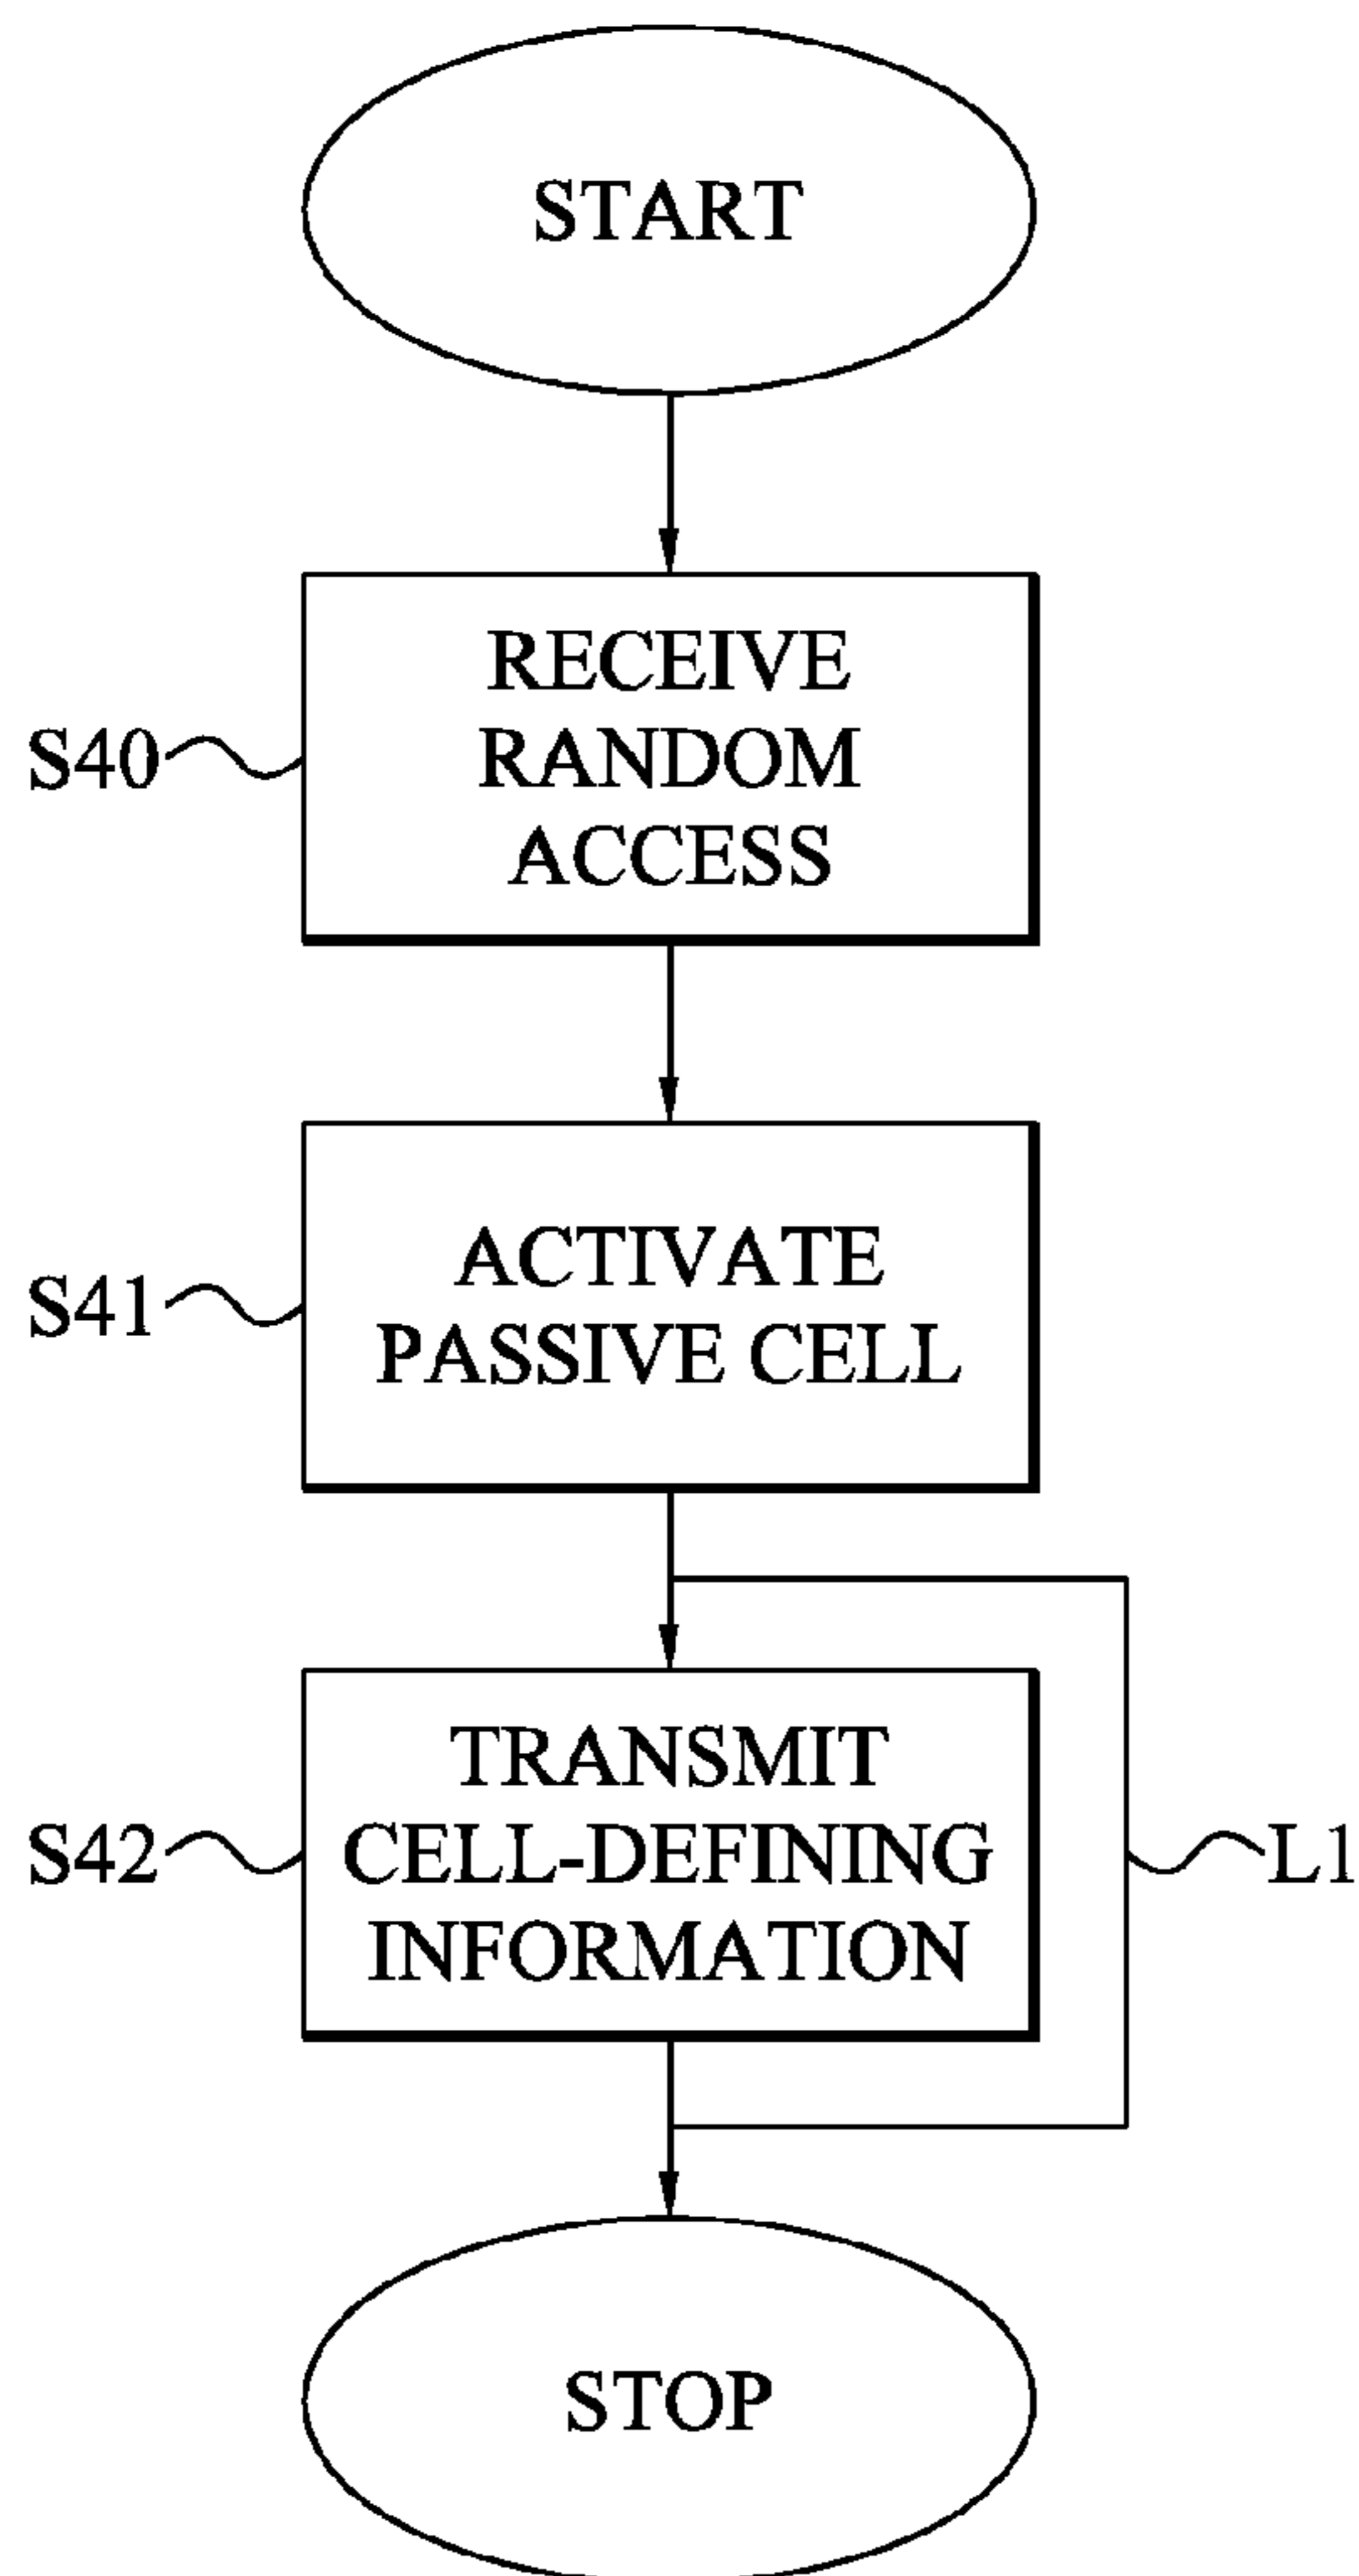 START
RECEIVE
RANDOM
ACCESS
S40
ACTIVATE
PASSIVE CELL
S41
TRANSMIT
CELL-DEFINING
INFORMATION
S42
L1
STOP